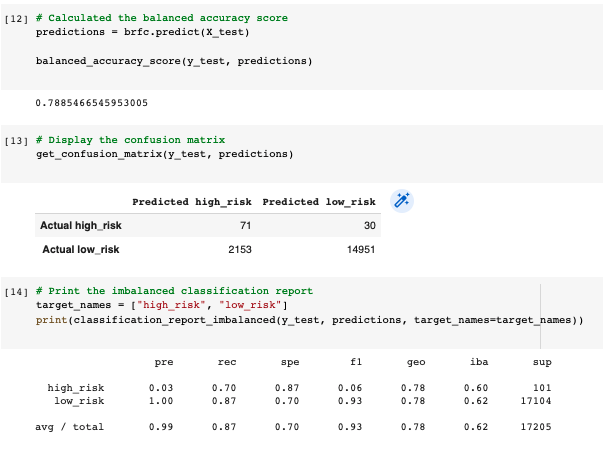 [12] # Calculated the balanced accuracy score
predictions = brfc.predict(X_test)
balanced_accuracy_score(y_test, predictions)
0.7885466545953005
[13] # Display the confusion matrix
get_confusion_matrix(y_test, predictions)
Predicted high_risk Predicted low_risk
Actual high_risk 71 30
Actual low_risk 2153 14951
[14] # Print the imbalanced classification report
target_names = ["high_risk", "low_risk"]
print(classification_report_imbalanced(y_test, predictions, target_names=target_names))
pre rec spe f1 geo iba sup
high_risk 0.03 0.70 0.87 0.06 0.78 0.60 101
low_risk 1.00 0.87 0.70 0.93 0.78 0.62 17104
avg / total 0.99 0.87 0.70 0.93 0.78 0.62 17205